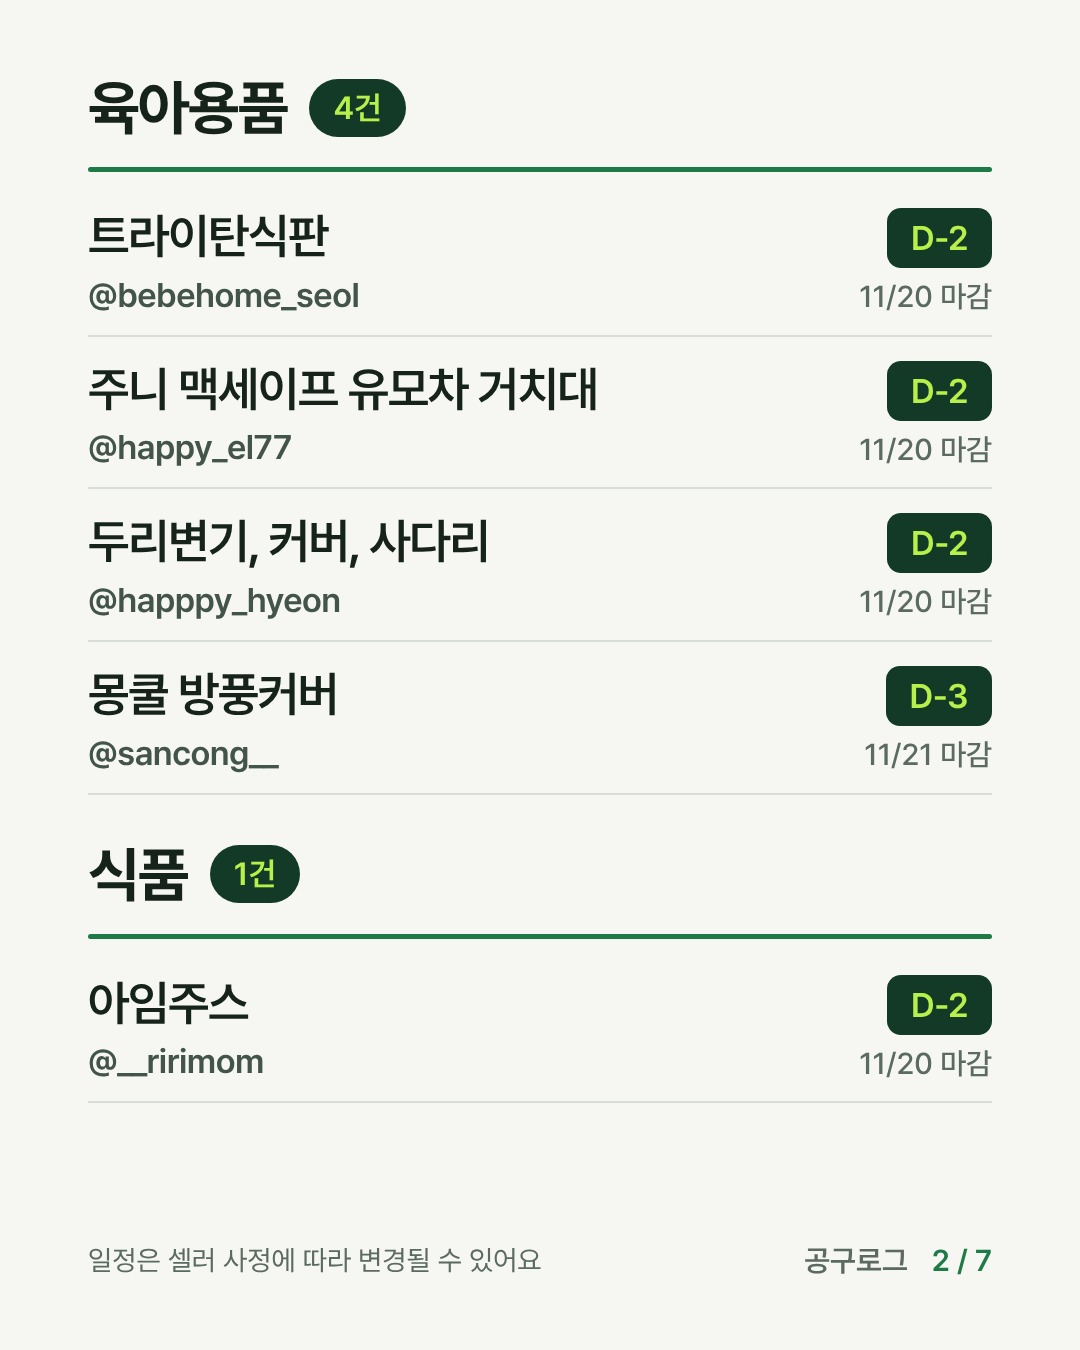 육아용품 4건
트라이탄식판 D-2
@bebehome_seol 11/20 마감
주니 맥세이프 유모차 거치대 D-2
@happy_el77 11/20 마감
두리변기, 커버, 사다리 D-2
@happpy_hyeon 11/20 마감
몽쿨 방풍커버 D-3
@sancong__ 11/21 마감
식품 1건
아임주스 D-2
@__ririmom 11/20 마감
일정은 셀러 사정에 따라 변경될 수 있어요 공구로그 2 / 7